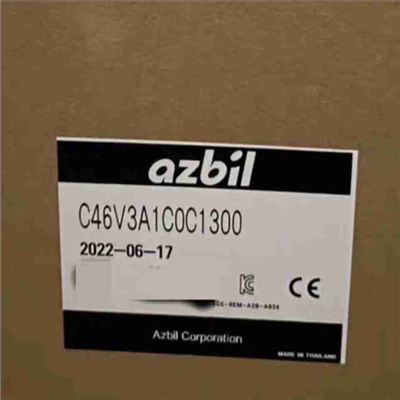 azbil
C46V3A1C0C1300
2022-06-17
CE
Azbil Corporation
MADE IN THAILAND